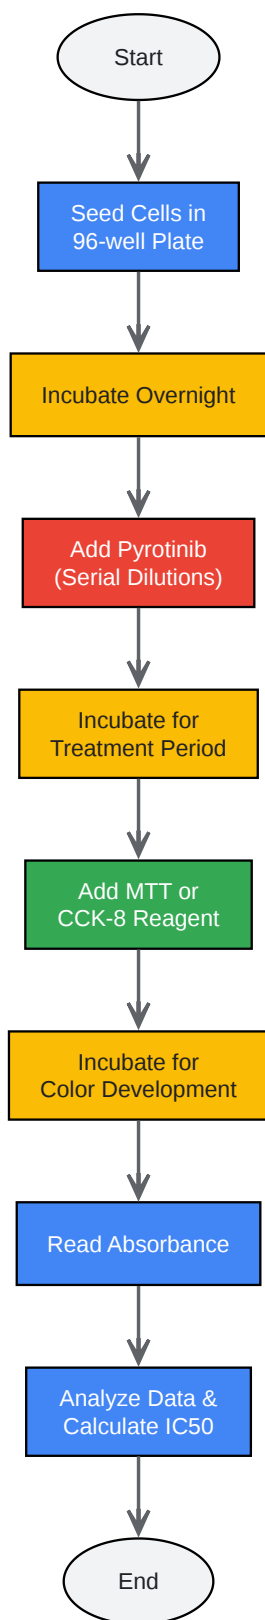 Start
Seed Cells in
96-well Plate
Incubate Overnight
Add Pyrotinib
(Serial Dilutions)
Incubate for
Treatment Period
Add MTT or
CCK-8 Reagent
Incubate for
Color Development
Read Absorbance
Analyze Data &
Calculate IC50
End